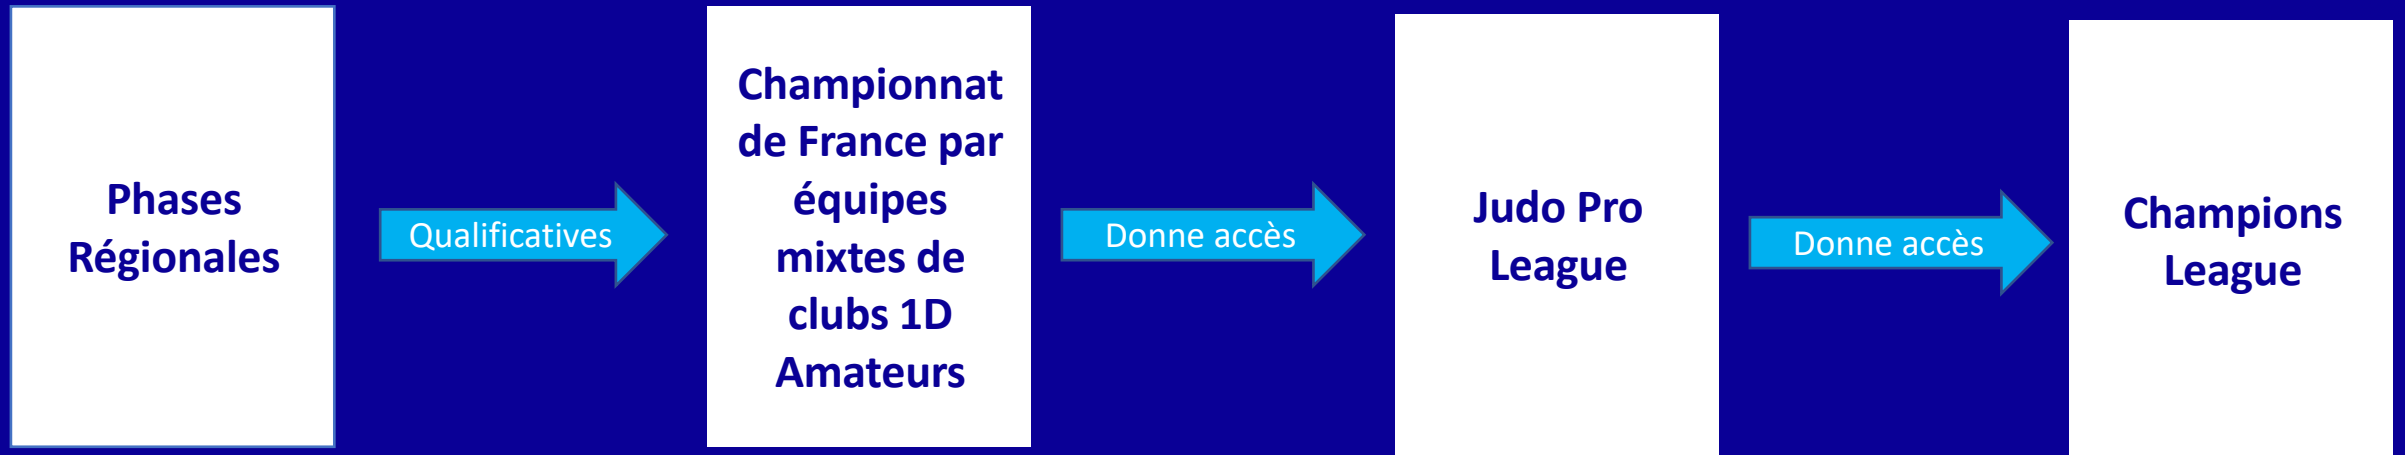 Phases
Régionales
Qualificatives
Championnat
de France par
équipes
mixtes de
clubs 1D
Amateurs
Donne accès
Judo Pro
League
Donne accès
Champions
League